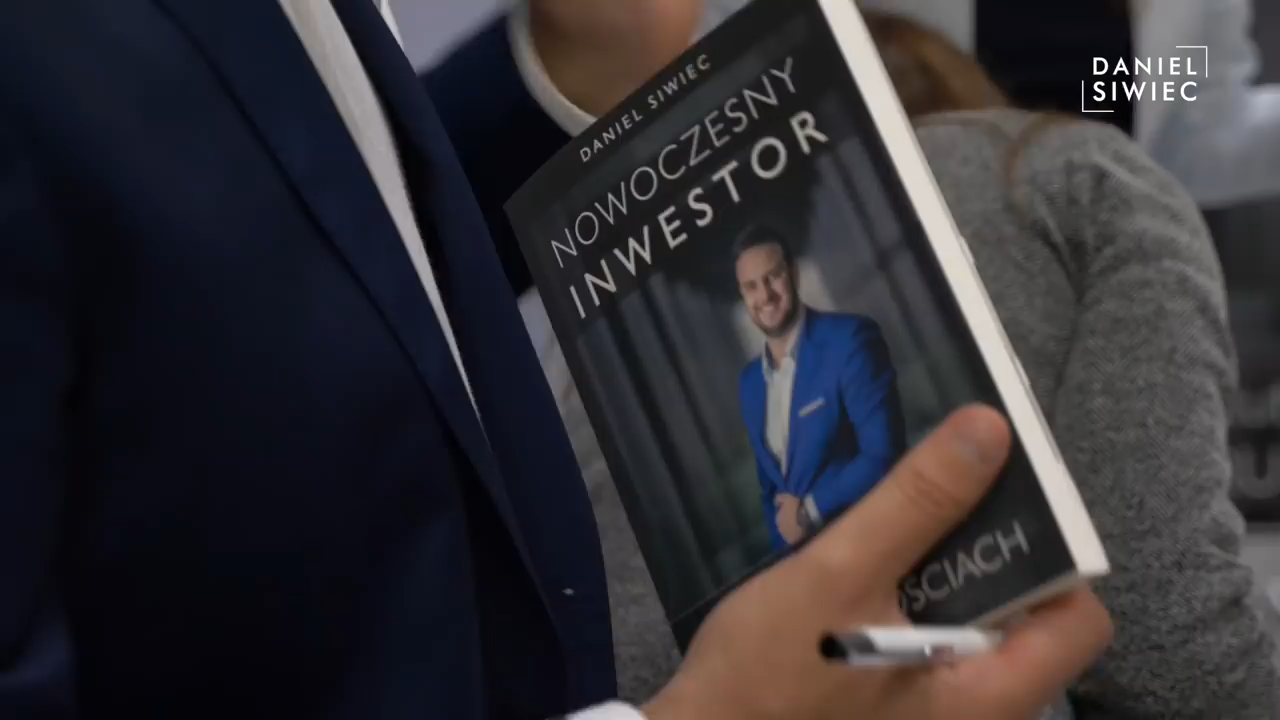 DANIEL SIWIEC
NOWOCZESNY
INWESTOR
DANIEL
SIWIEC